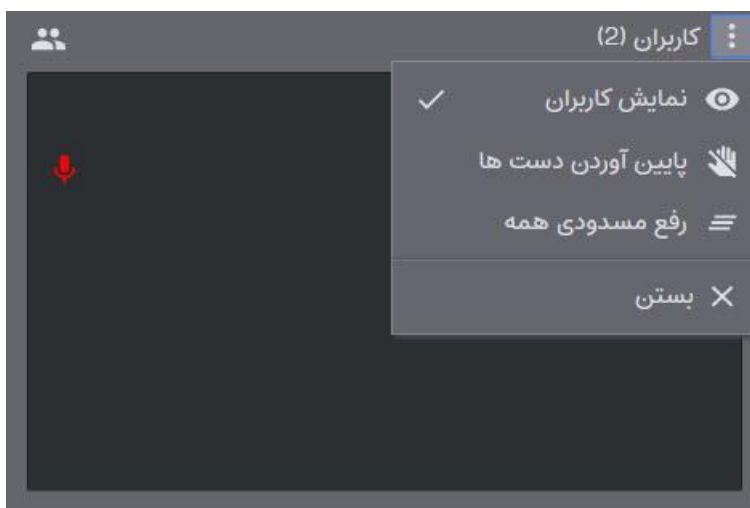 کاربران (2)
نمایش کاربران
پایین آوردن دست ها
رفع مسدودی همه
بستن